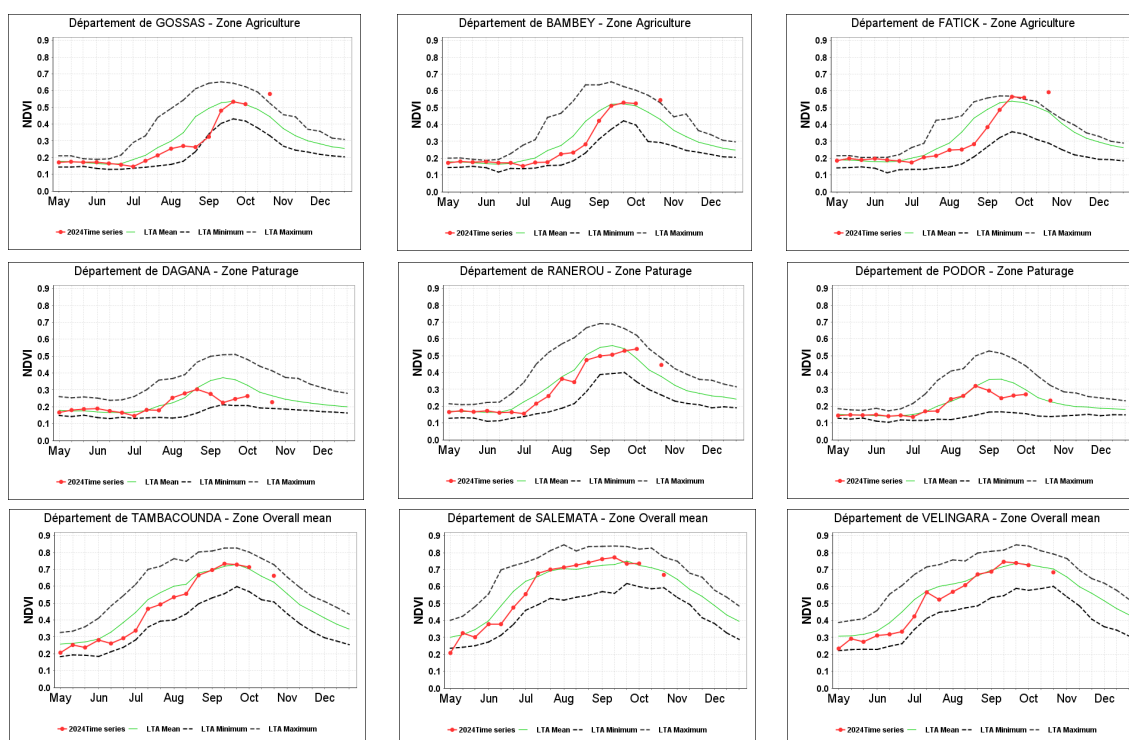 Département de GOSSAS - Zone Agriculture
0.9
0.8
0.7
0.6
0.5
0.4
0.3
0.2
0.1
0.0
NDVI
May Jun Jul Aug Sep Oct Nov Dec
2024Time series LTA Mean LTA Minimum LTA Maximum
Département de BAMBEY - Zone Agriculture
0.9
0.8
0.7
0.6
0.5
0.4
0.3
0.2
0.1
0.0
NDVI
May Jun Jul Aug Sep Oct Nov Dec
2024Time series LTA Mean LTA Minimum LTA Maximum
Département de FATICK - Zone Agriculture
0.9
0.8
0.7
0.6
0.5
0.4
0.3
0.2
0.1
0.0
NDVI
May Jun Jul Aug Sep Oct Nov Dec
2024Time series LTA Mean LTA Minimum LTA Maximum
Département de DAGANA - Zone Paturage
0.9
0.8
0.7
0.6
0.5
0.4
0.3
0.2
0.1
0.0
NDVI
May Jun Jul Aug Sep Oct Nov Dec
2024Time series LTA Mean LTA Minimum LTA Maximum
Département de RANEROU - Zone Paturage
0.9
0.8
0.7
0.6
0.5
0.4
0.3
0.2
0.1
0.0
NDVI
May Jun Jul Aug Sep Oct Nov Dec
2024Time series LTA Mean LTA Minimum LTA Maximum
Département de PODOR - Zone Paturage
0.9
0.8
0.7
0.6
0.5
0.4
0.3
0.2
0.1
0.0
NDVI
May Jun Jul Aug Sep Oct Nov Dec
2024Time series LTA Mean LTA Minimum LTA Maximum
Département de TAMBACOUNDA - Zone Overall mean
0.9
0.8
0.7
0.6
0.5
0.4
0.3
0.2
0.1
0.0
NDVI
May Jun Jul Aug Sep Oct Nov Dec
2024Time series LTA Mean LTA Minimum LTA Maximum
Département de SALEMATA - Zone Overall mean
0.9
0.8
0.7
0.6
0.5
0.4
0.3
0.2
0.1
0.0
NDVI
May Jun Jul Aug Sep Oct Nov Dec
2024Time series LTA Mean LTA Minimum LTA Maximum
Département de VELINGARA - Zone Overall mean
0.9
0.8
0.7
0.6
0.5
0.4
0.3
0.2
0.1
0.0
NDVI
May Jun Jul Aug Sep Oct Nov Dec
2024Time series LTA Mean LTA Minimum LTA Maximum